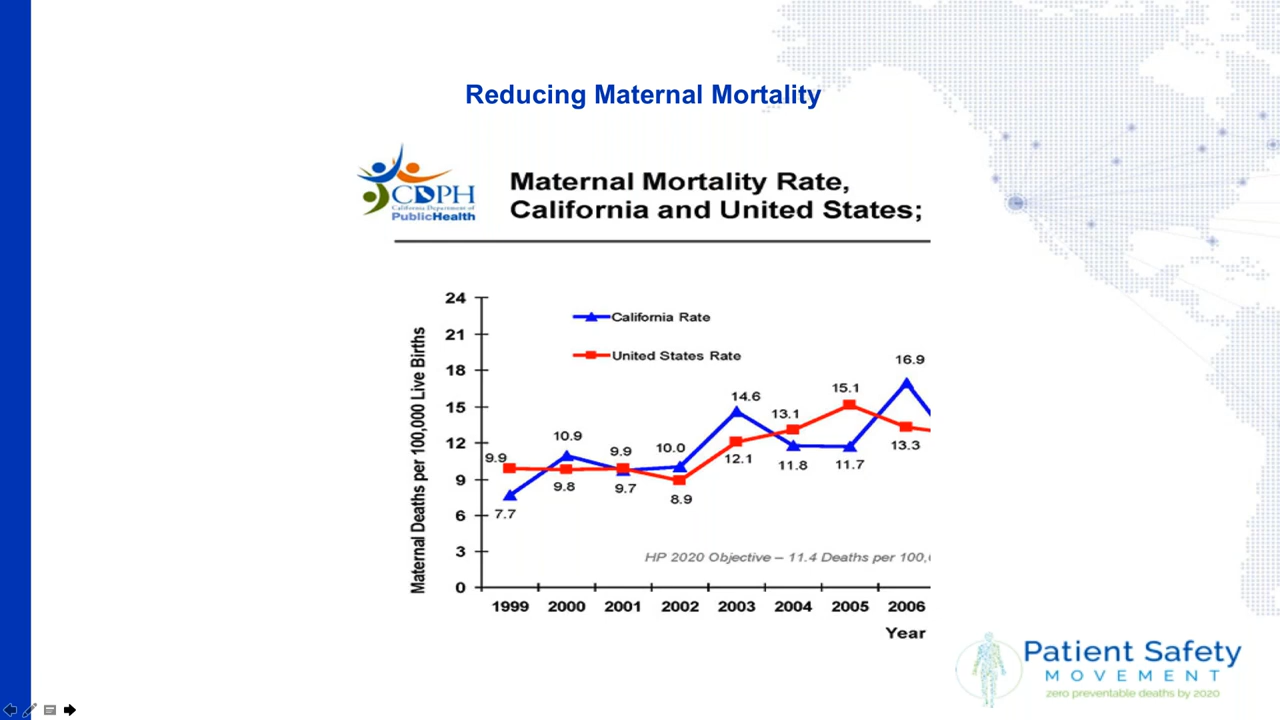 Reducing Maternal Mortality
CDPH
California Department of
PublicHealth
Maternal Mortality Rate,
California and United States;
Maternal Deaths per 100,000 Live Births
24
21
18
15
12
9
6
3
0
California Rate
United States Rate
16.9
15.1
14.6
13.1
10.9
9.9
10.0
9.9
13.3
12.1
11.8
11.7
9.8
9.7
8.9
7.7
HP 2020 Objective – 11.4 Deaths per 100,
1999 2000 2001 2002 2003 2004 2005 2006
Year
Patient Safety
MOVEMENT
zero preventable deaths by 2020